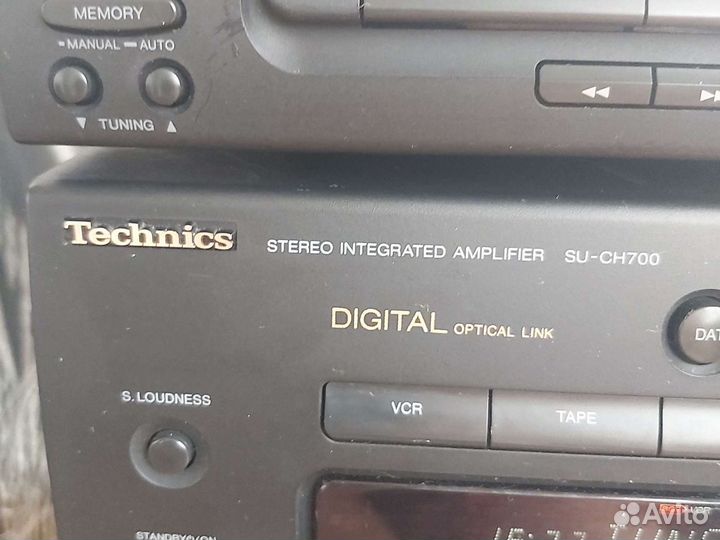 MEMORY
MANUAL AUTO
TUNING
Technics
STEREO INTEGRATED AMPLIFIER SU-CH700
DIGITAL OPTICAL LINK
S. LOUDNESS
VCR
TAPE
Avito